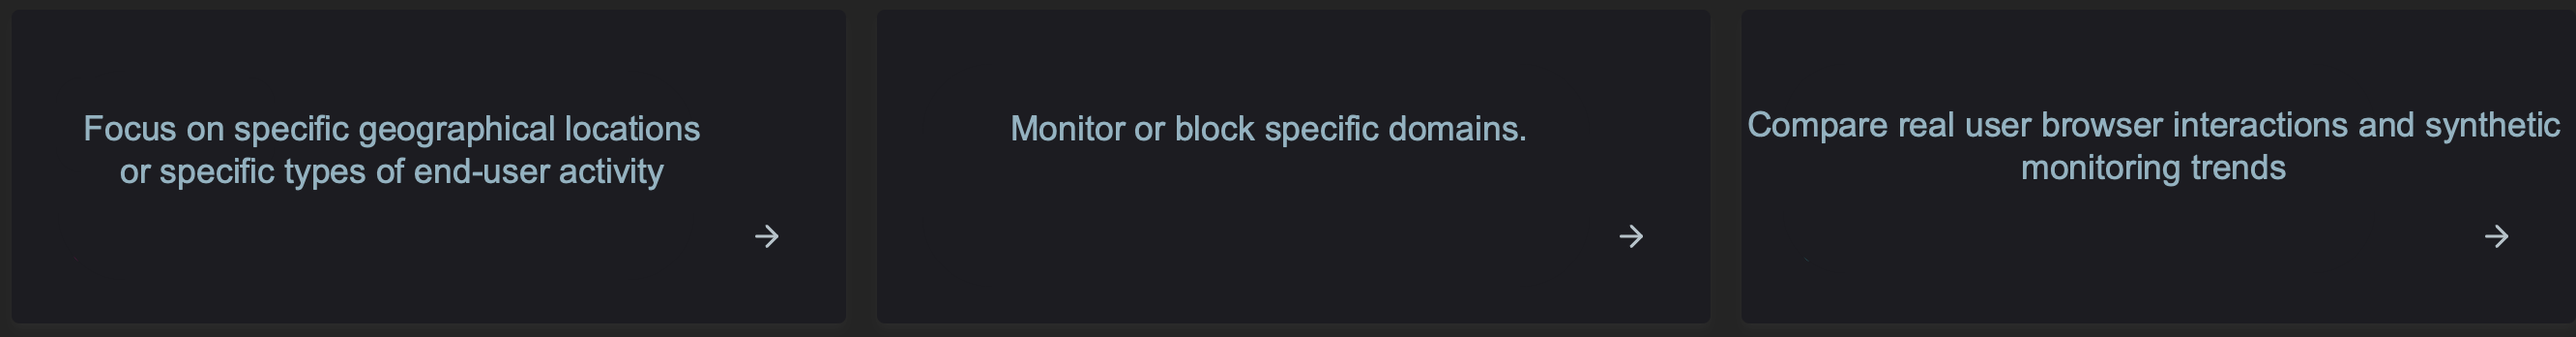 Focus on specific geographical locations
or specific types of end-user activity
Monitor or block specific domains.
Compare real user browser interactions and synthetic
monitoring trends